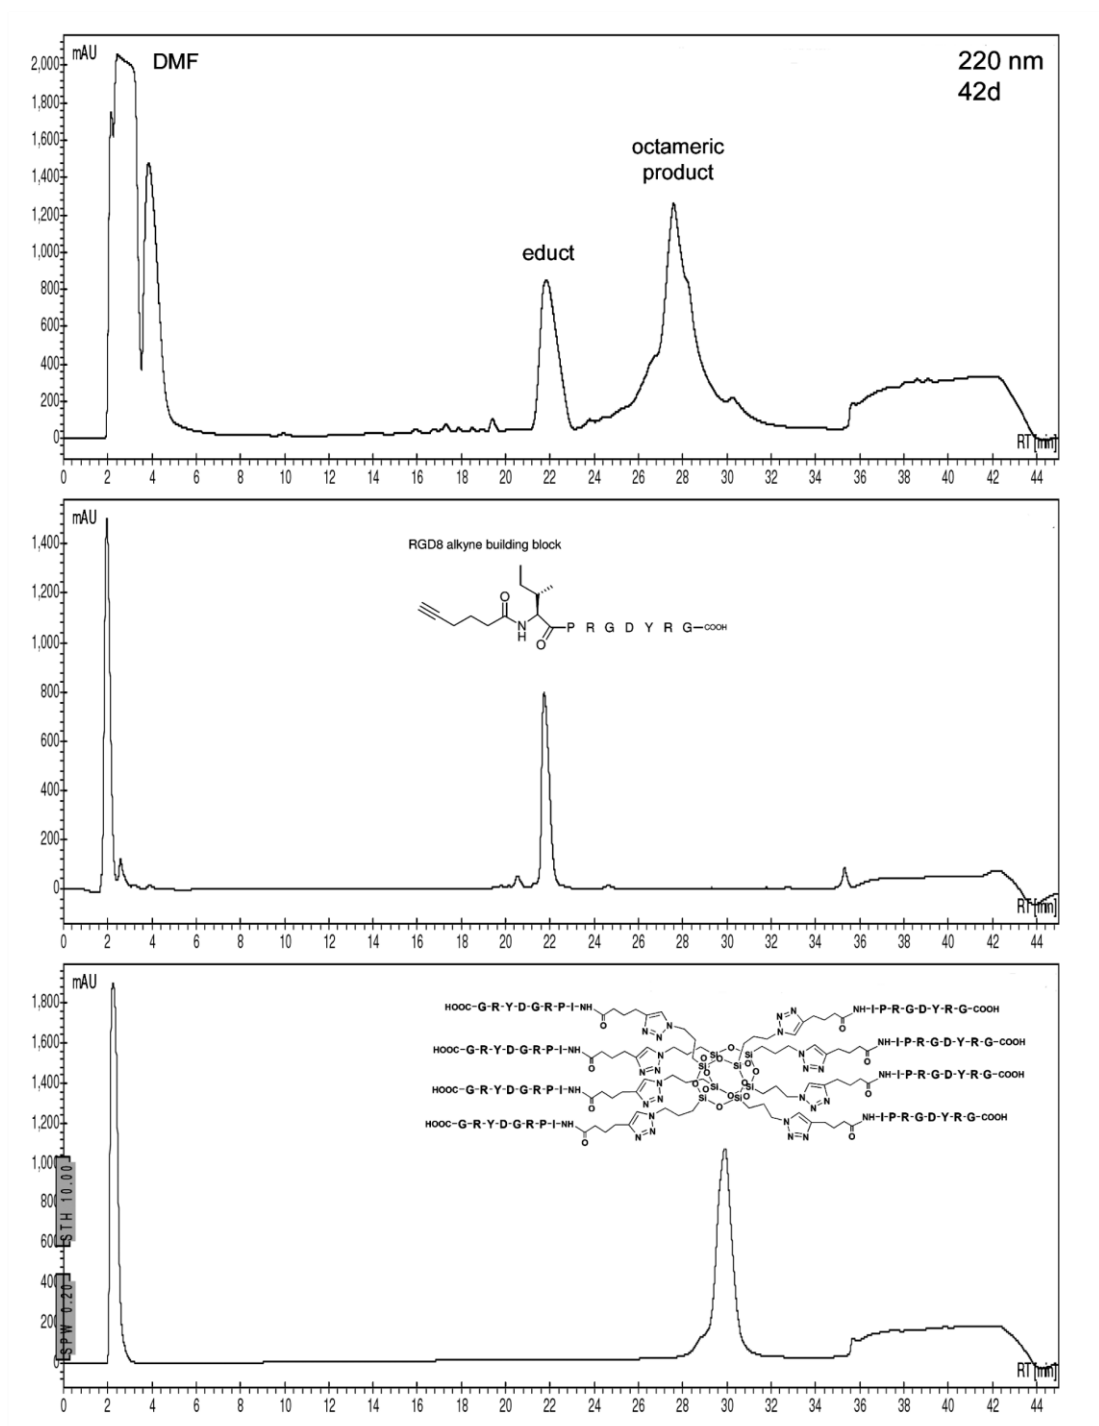 mAU
DMF
220 nm
42d
2,000
1,800
1,600
1,400
1,200
1,000
800
600
400
200
0
octameric
product
educt
RT [min]
0 2 4 6 8 10 12 14 16 18 20 22 24 26 28 30 32 34 36 38 40 42 44
mAU
RGD8 alkyne building block
1,400
1,200
1,000
800
600
400
200
0
O
N
H
O
P R G D Y R G-COOH
RT [min]
0 2 4 6 8 10 12 14 16 18 20 22 24 26 28 30 32 34 36 38 40 42 44
mAU
1,800
1,600
1,400
1,200
1,00
80
60
40
20
0
STH 10.00
SPW 0.20
HOOC-G-R-Y-D-G-R-P-I-NH
NH-I-P-R-G-D-Y-R-G-COOH
HOOC-G-R-Y-D-G-R-P-I-NH
NH-I-P-R-G-D-Y-R-G-COOH
HOOC-G-R-Y-D-G-R-P-I-NH
NH-I-P-R-G-D-Y-R-G-COOH
HOOC-G-R-Y-D-G-R-P-I-NH
NH-I-P-R-G-D-Y-R-G-COOH
RT [min]
0 2 4 6 8 10 12 14 16 18 20 22 24 26 28 30 32 34 36 38 40 42 44